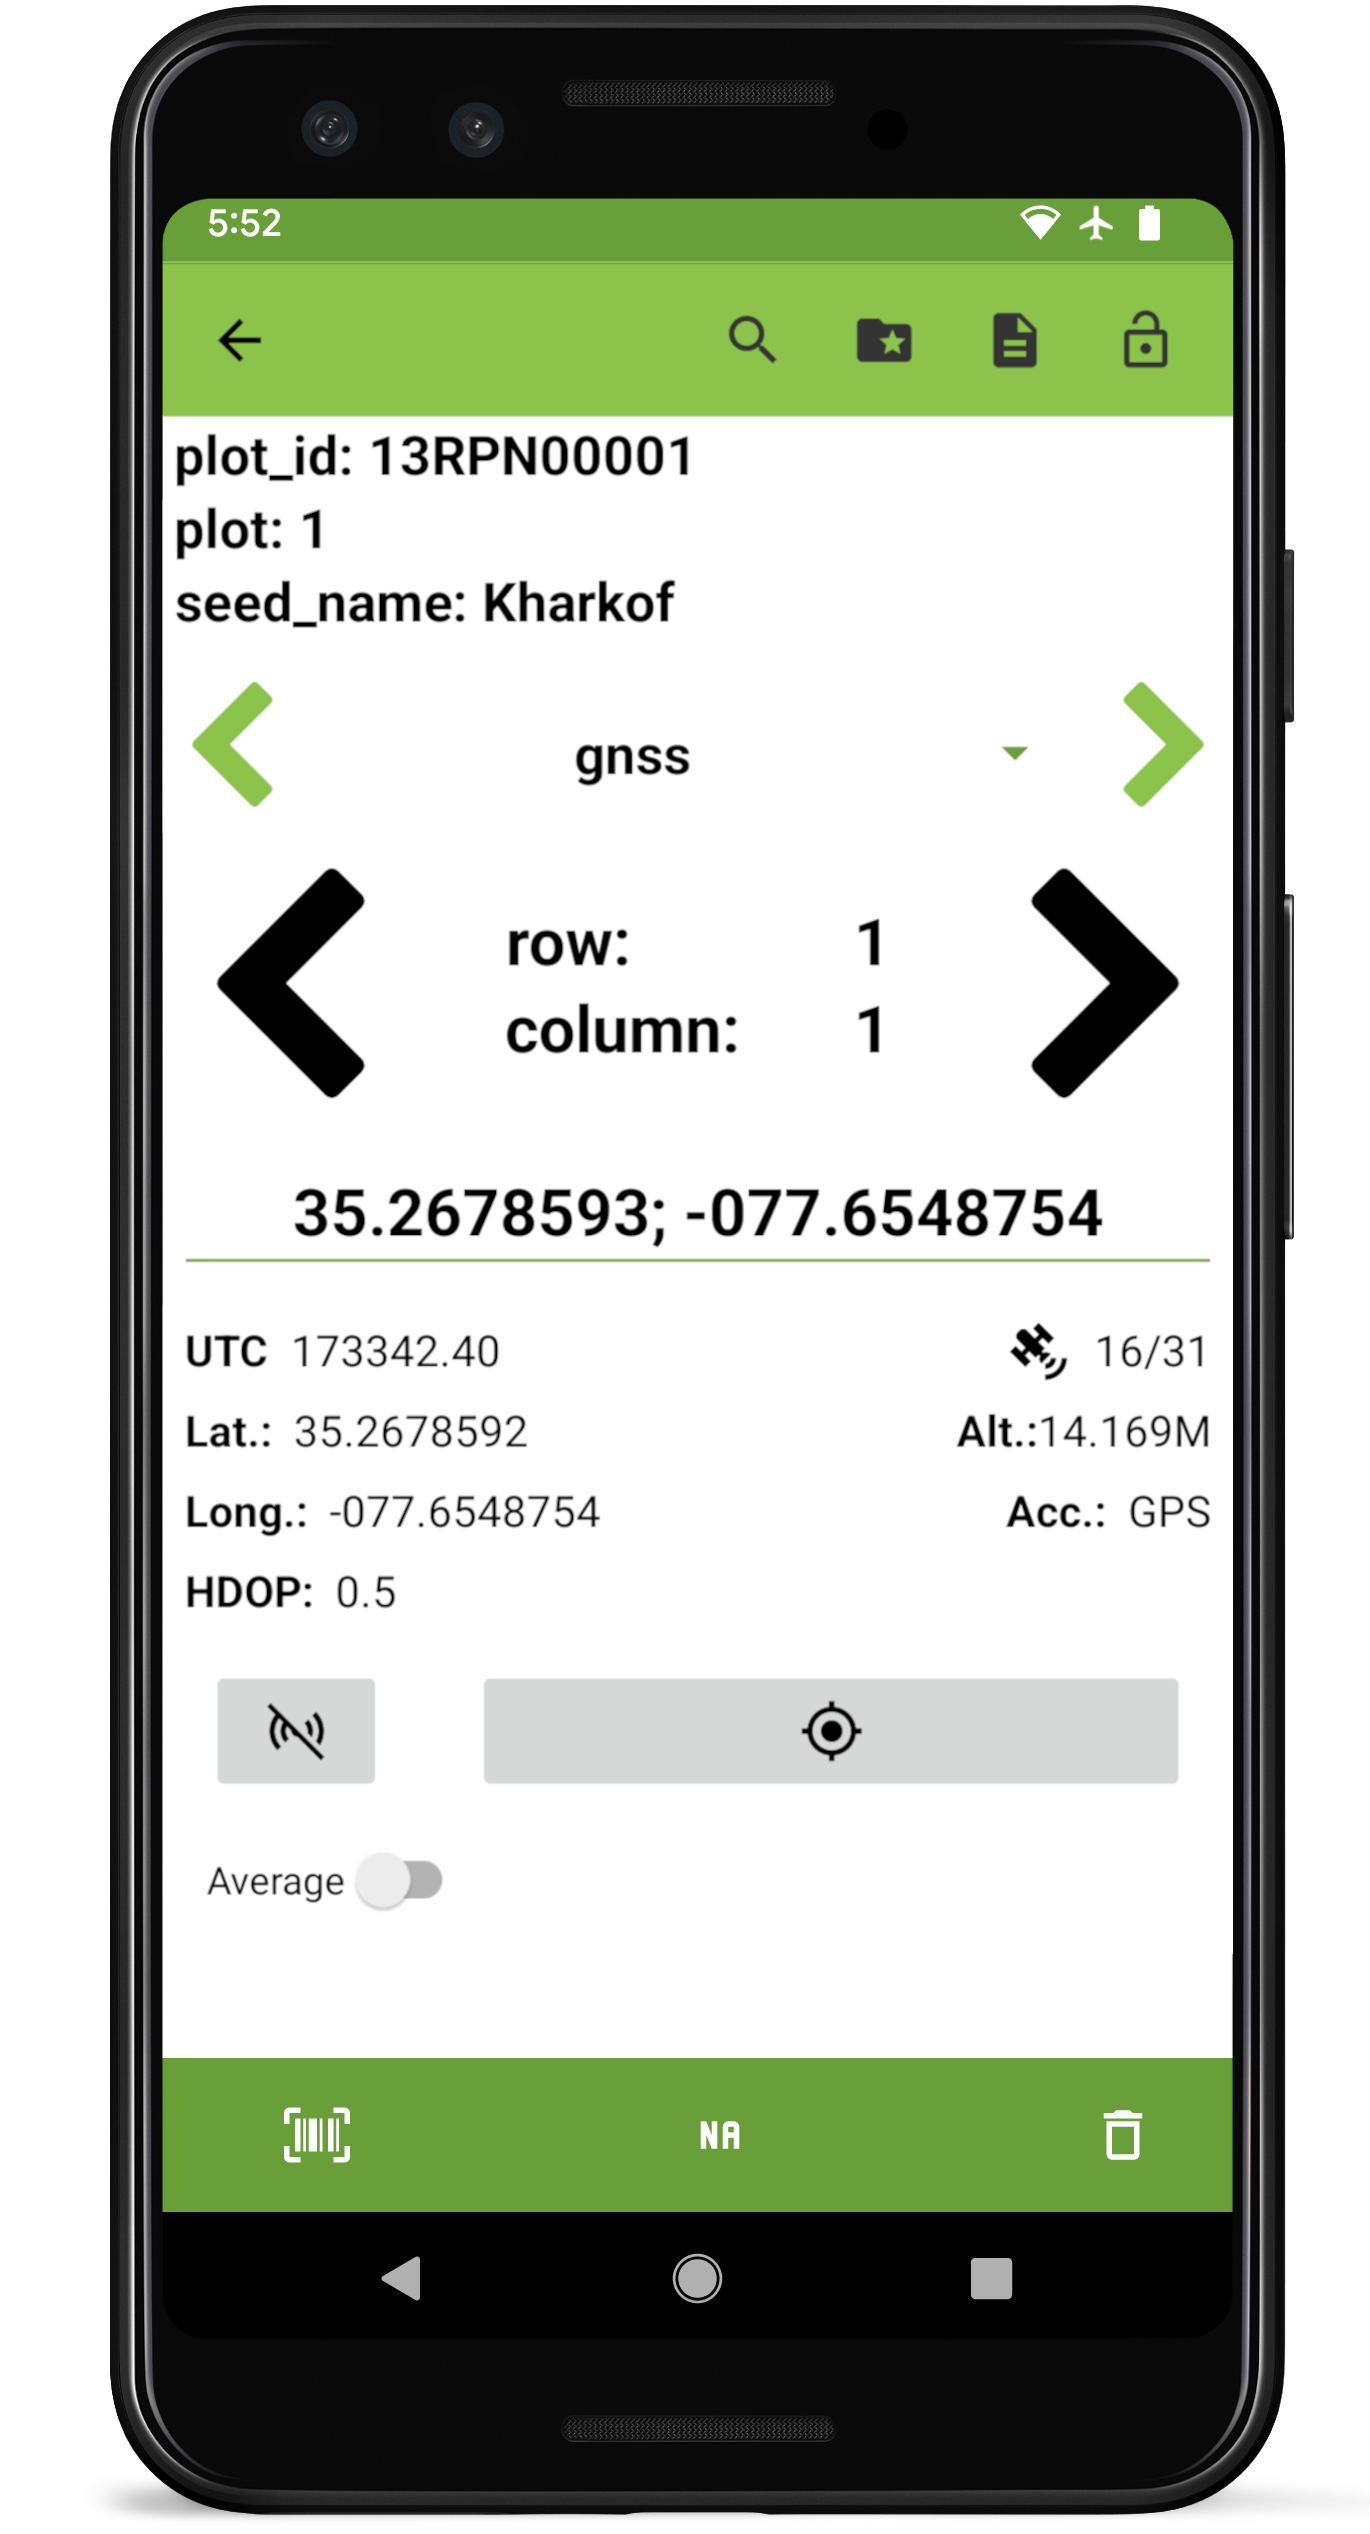 5:52
plot_id: 13RPN00001
plot: 1
seed_name: Kharkof
gnss
row: 1
column: 1
35.2678593; -077.6548754
UTC 173342.40 16/31
Lat.: 35.2678592 Alt.:14.169M
Long.: -077.6548754 Acc.: GPS
HDOP: 0.5
Average
NA